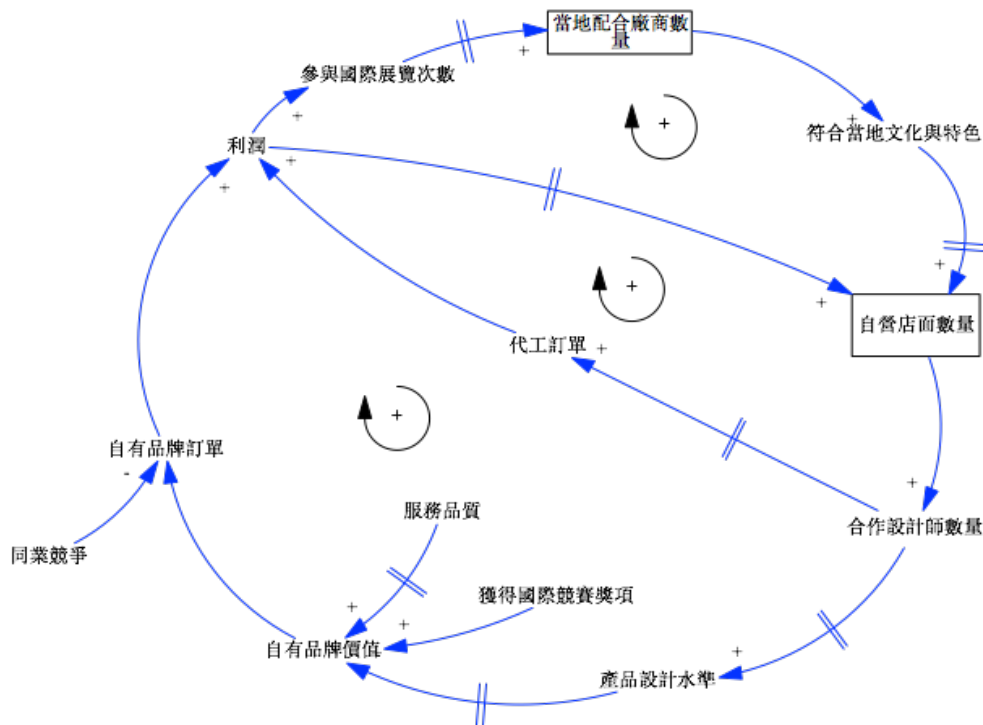 當地配合廠商數
量
參與國際展覽次數
+
+
符合當地文化與特色
+
+
利潤
+
+
+
+
+
+
自營店面數量
代工訂單
+
+
自有品牌訂單
-
+
服務品質
合作設計師數量
同業競爭
獲得國際競賽獎項
+
+
自有品牌價值
+
產品設計水準